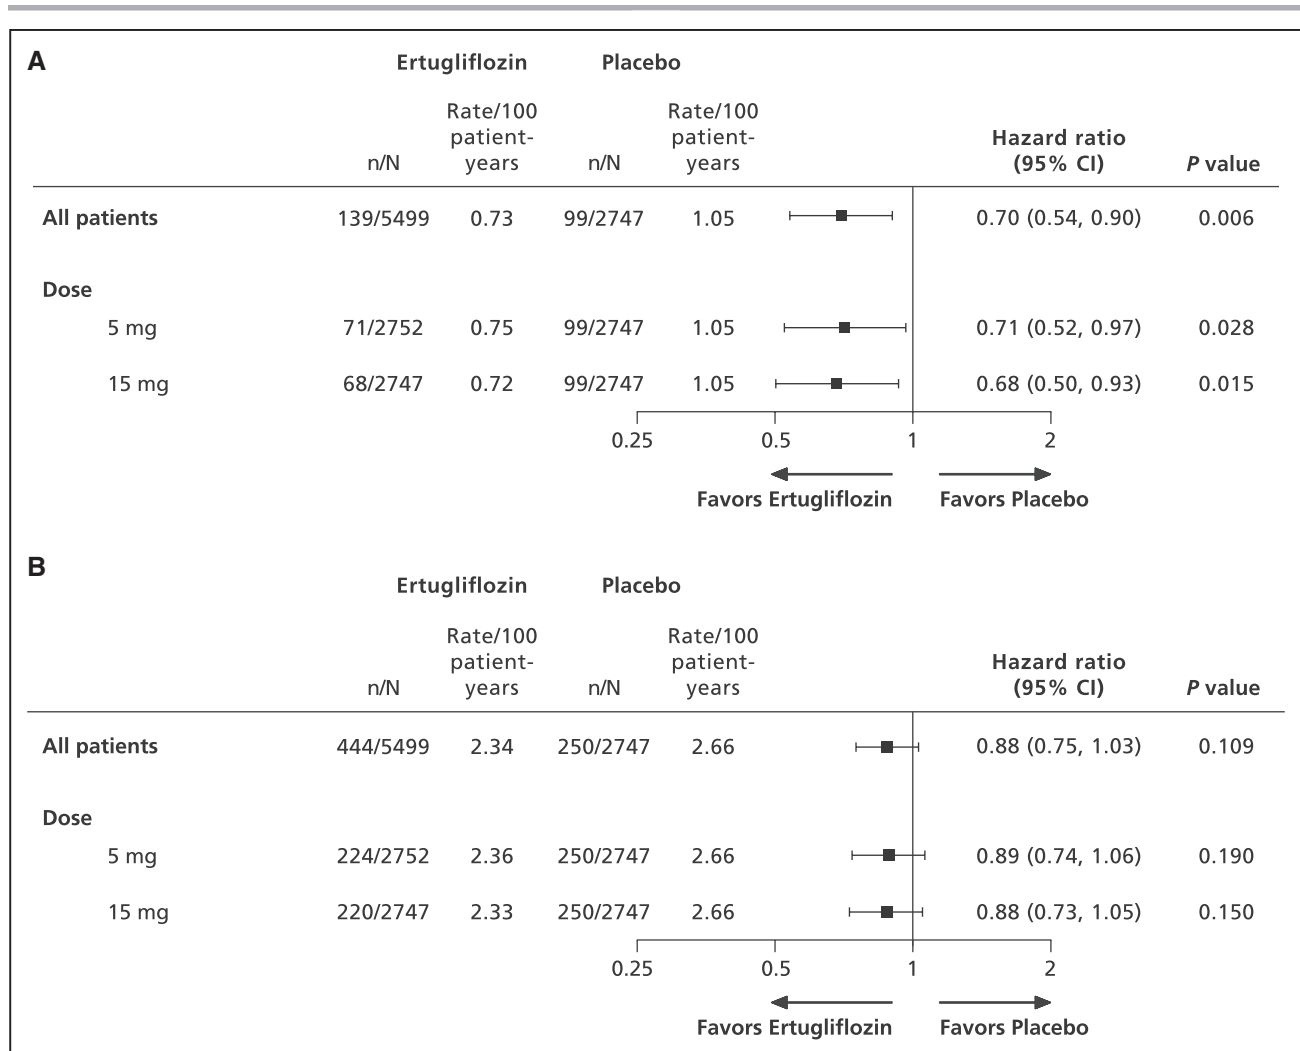 A
Ertugliflozin Placebo
Rate/100 Rate/100
patient- patient- Hazard ratio
n/N years n/N years (95% CI) P value
All patients 139/5499 0.73 99/2747 1.05 0.70 (0.54, 0.90) 0.006
Dose
5 mg 71/2752 0.75 99/2747 1.05 0.71 (0.52, 0.97) 0.028
15 mg 68/2747 0.72 99/2747 1.05 0.68 (0.50, 0.93) 0.015
0.25 0.5 1 2
Favors Ertugliflozin Favors Placebo
B
Ertugliflozin Placebo
Rate/100 Rate/100
patient- patient- Hazard ratio
n/N years n/N years (95% CI) P value
All patients 444/5499 2.34 250/2747 2.66 0.88 (0.75, 1.03) 0.109
Dose
5 mg 224/2752 2.36 250/2747 2.66 0.89 (0.74, 1.06) 0.190
15 mg 220/2747 2.33 250/2747 2.66 0.88 (0.73, 1.05) 0.150
0.25 0.5 1 2
Favors Ertugliflozin Favors Placebo